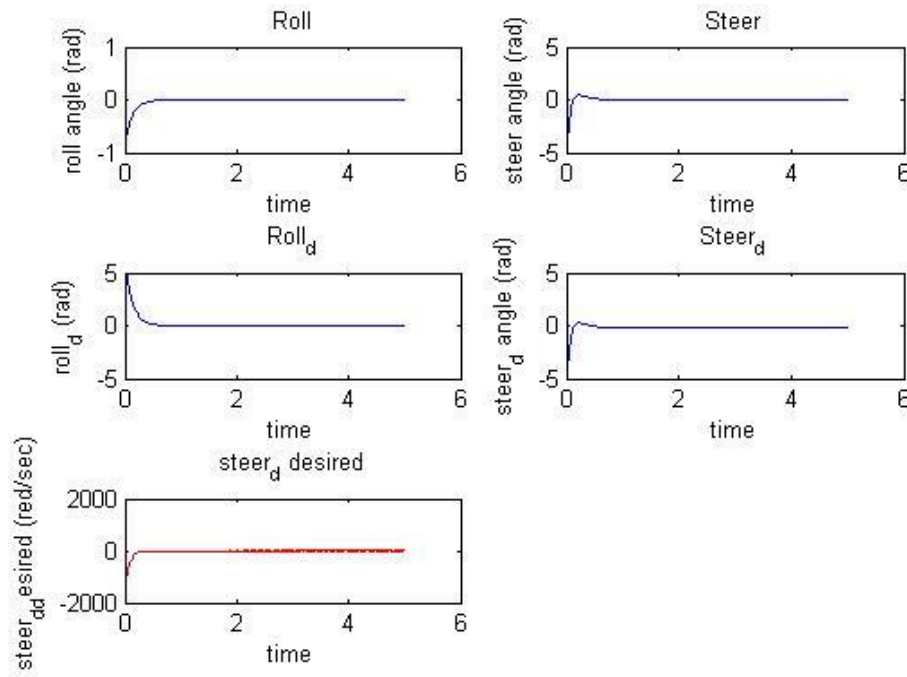 Roll
roll angle (rad)
1
0
-1
0
2
4
6
time
Steer
steer angle (rad)
5
0
-5
0
2
4
6
time
Roll_d
roll_d (rad)
5
0
-5
0
2
4
6
time
Steer_d
steer_d angle (rad)
5
0
-5
0
2
4
6
time
steer_d desired
steer_dd esired (red/sec)
2000
0
-2000
0
2
4
6
time